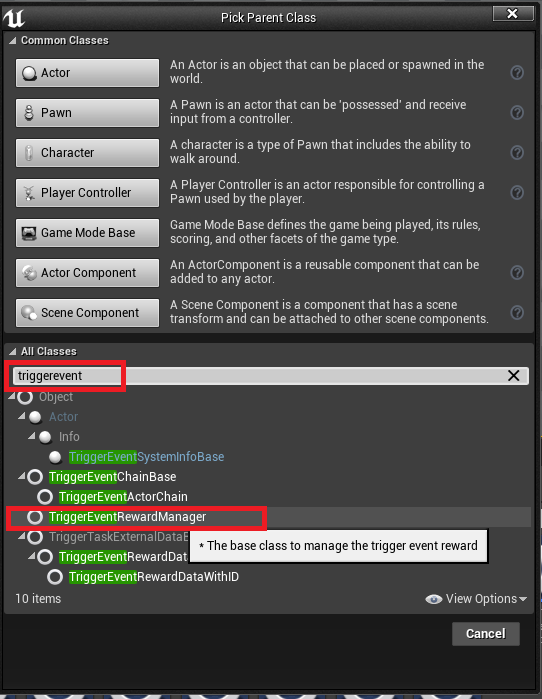 Pick Parent Class
Common Classes
Actor
An Actor is an object that can be placed or spawned in the
world.
Pawn
A Pawn is an actor that can be 'possessed' and receive
input from a controller.
Character
A character is a type of Pawn that includes the ability to
walk around.
Player Controller
A Player Controller is an actor responsible for controlling a
Pawn used by the player.
Game Mode Base
Game Mode Base defines the game being played, its rules,
scoring, and other facets of the game type.
Actor Component
An ActorComponent is a reusable component that can be
added to any actor.
Scene Component
A Scene Component is a component that has a scene
transform and can be attached to other scene components.
All Classes
triggerevent
Object
Actor
Info
TriggerEventSystemInfoBase
TriggerEventChainBase
TriggerEventActorChain
TriggerEventRewardManager
TriggerTaskExternalDataB
* The base class to manage the trigger event reward
TriggerEventRewardDa
TriggerEventRewardDataWithID
10 items
View Options
Cancel